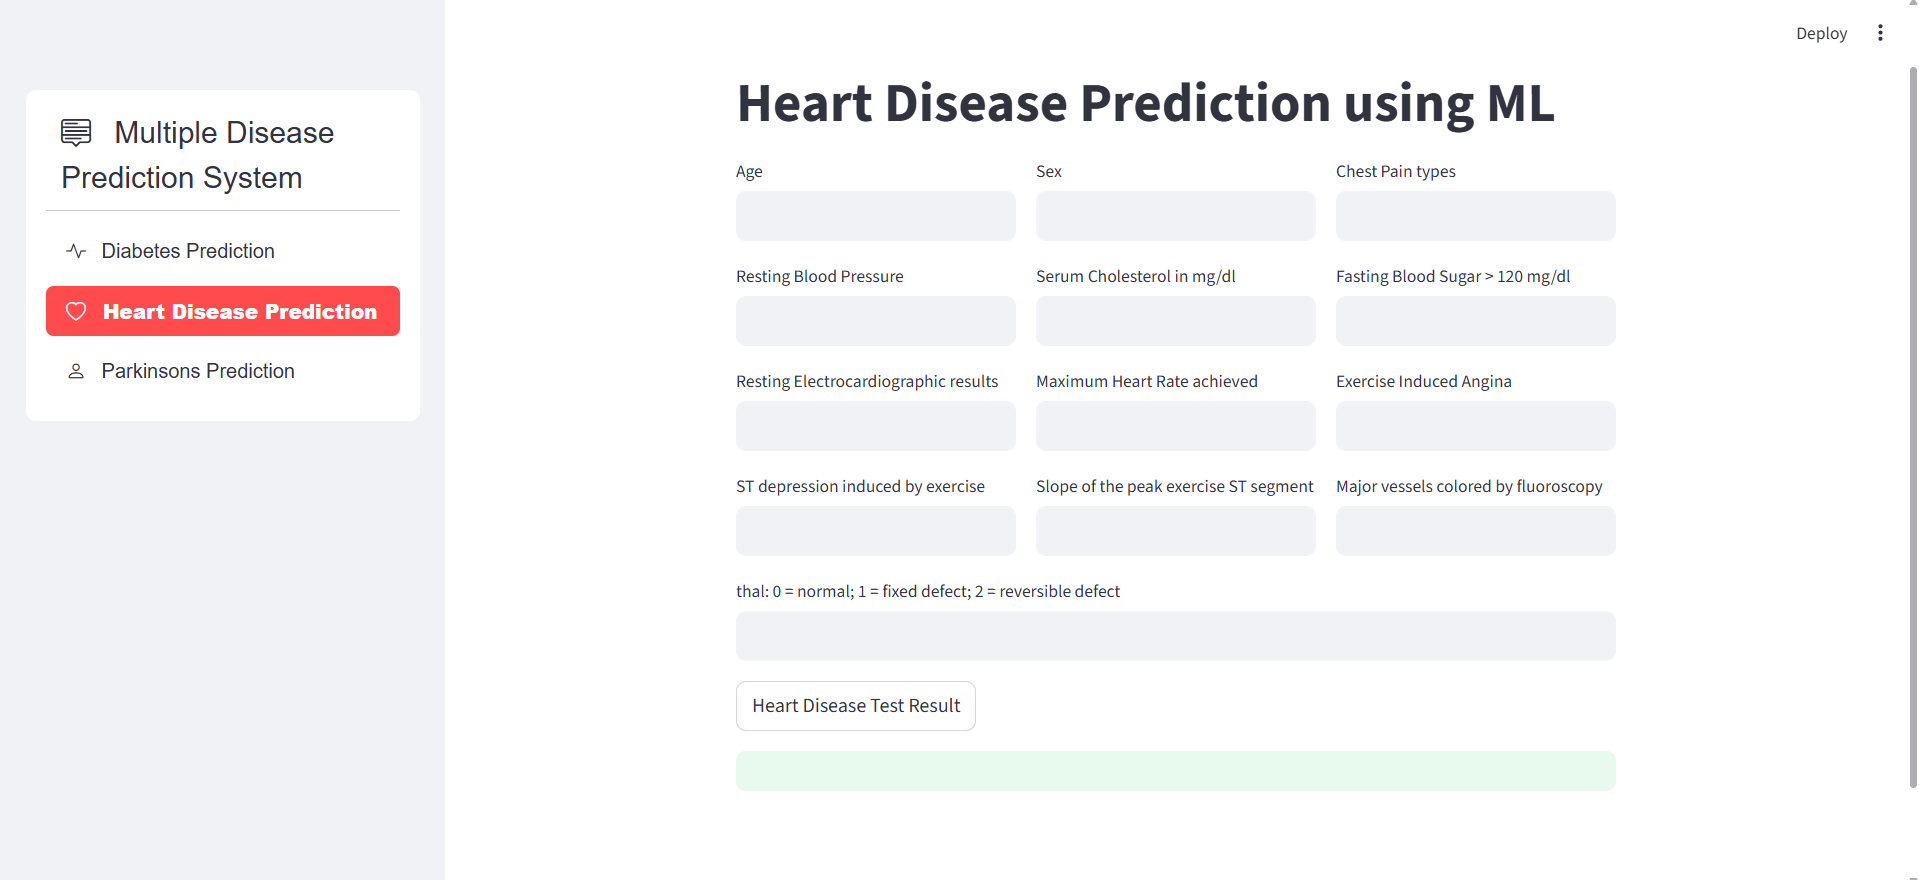 Deploy
Multiple Disease
Prediction System
Diabetes Prediction
Heart Disease Prediction
Parkinsons Prediction
Heart Disease Prediction using ML
Age
Sex
Chest Pain types
Resting Blood Pressure
Serum Cholesterol in mg/dl
Fasting Blood Sugar > 120 mg/dl
Resting Electrocardiographic results
Maximum Heart Rate achieved
Exercise Induced Angina
ST depression induced by exercise
Slope of the peak exercise ST segment
Major vessels colored by fluoroscopy
thal: 0 = normal; 1 = fixed defect; 2 = reversible defect
Heart Disease Test Result